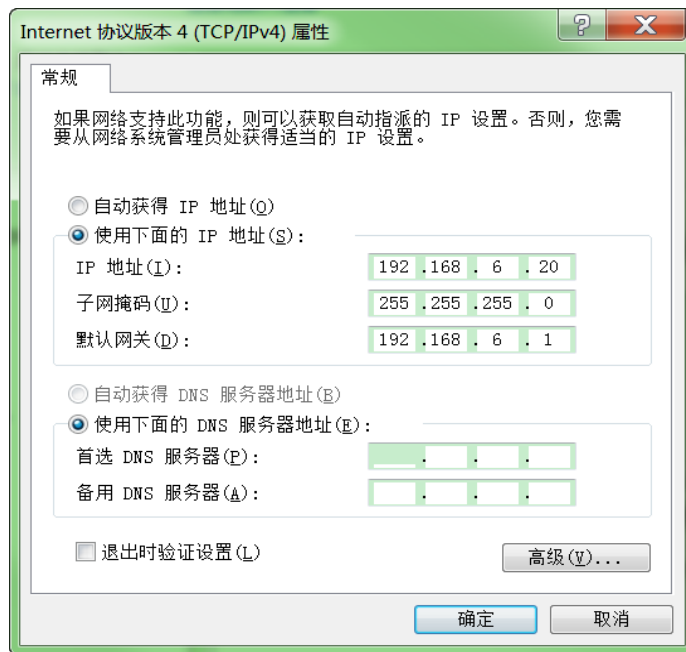 Internet 协议版本 4 (TCP/IPv4) 属性
常规
如果网络支持此功能，则可以获取自动指派的 IP 设置。否则，您需
要从网络系统管理员处获得适当的 IP 设置。
自动获得 IP 地址(O)
使用下面的 IP 地址(S):
IP 地址(I): 192 .168 . 6 . 20
子网掩码(U): 255 .255 .255 . 0
默认网关(D): 192 .168 . 6 . 1
自动获得 DNS 服务器地址(B)
使用下面的 DNS 服务器地址(E):
首选 DNS 服务器(P): . . .
备用 DNS 服务器(A): . . .
退出时验证设置(L)
高级(V)...
确定 取消